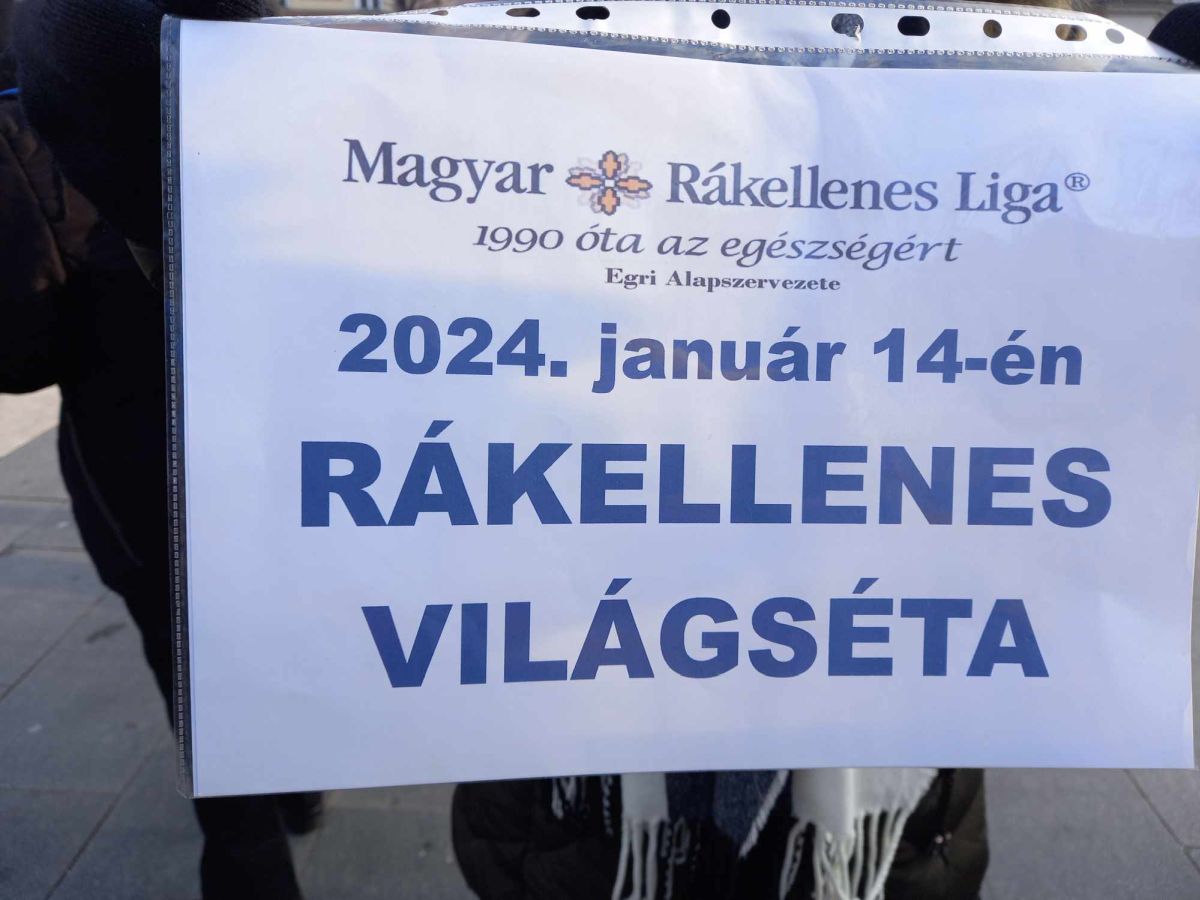 Magyar Rákellenes Liga®
1990 óta az egészségért
Egri Alapszervezete
2024. január 14-én
RÁKELLENES
VILÁGSÉTA